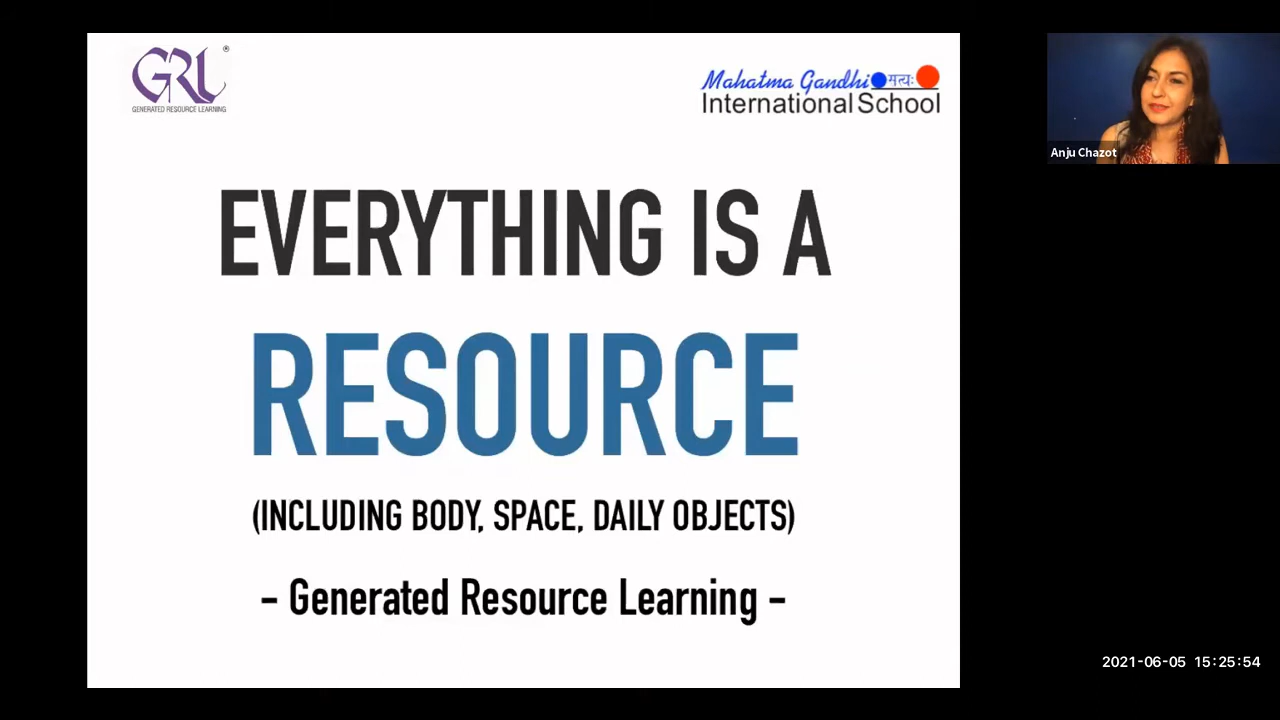 GRL®
GENERATED RESOURCE LEARNING
Mahatma Gandhi मत्यः
International School
EVERYTHING IS A
RESOURCE
(INCLUDING BODY, SPACE, DAILY OBJECTS)
- Generated Resource Learning -
Anju Chazot
2021-06-05 15:25:54